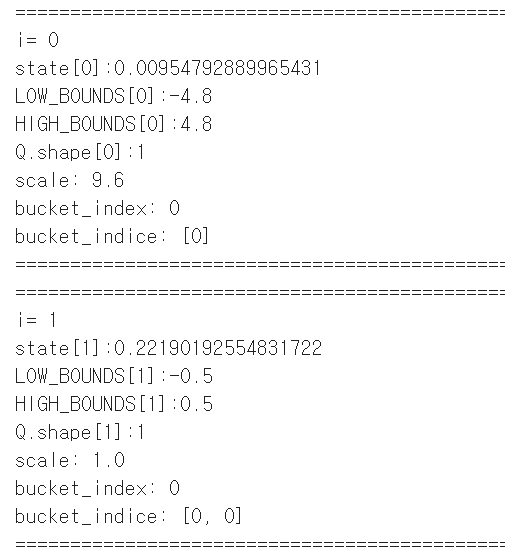 ==============================================
i= 0
state[0]:0.00954792889965431
LOW_BOUNDS[0]:-4.8
HIGH_BOUNDS[0]:4.8
Q.shape[0]:1
scale: 9.6
bucket_index: 0
bucket_indice: [0]
==============================================
==============================================
i= 1
state[1]:0.22190192554831722
LOW_BOUNDS[1]:-0.5
HIGH_BOUNDS[1]:0.5
Q.shape[1]:1
scale: 1.0
bucket_index: 0
bucket_indice: [0, 0]
==============================================